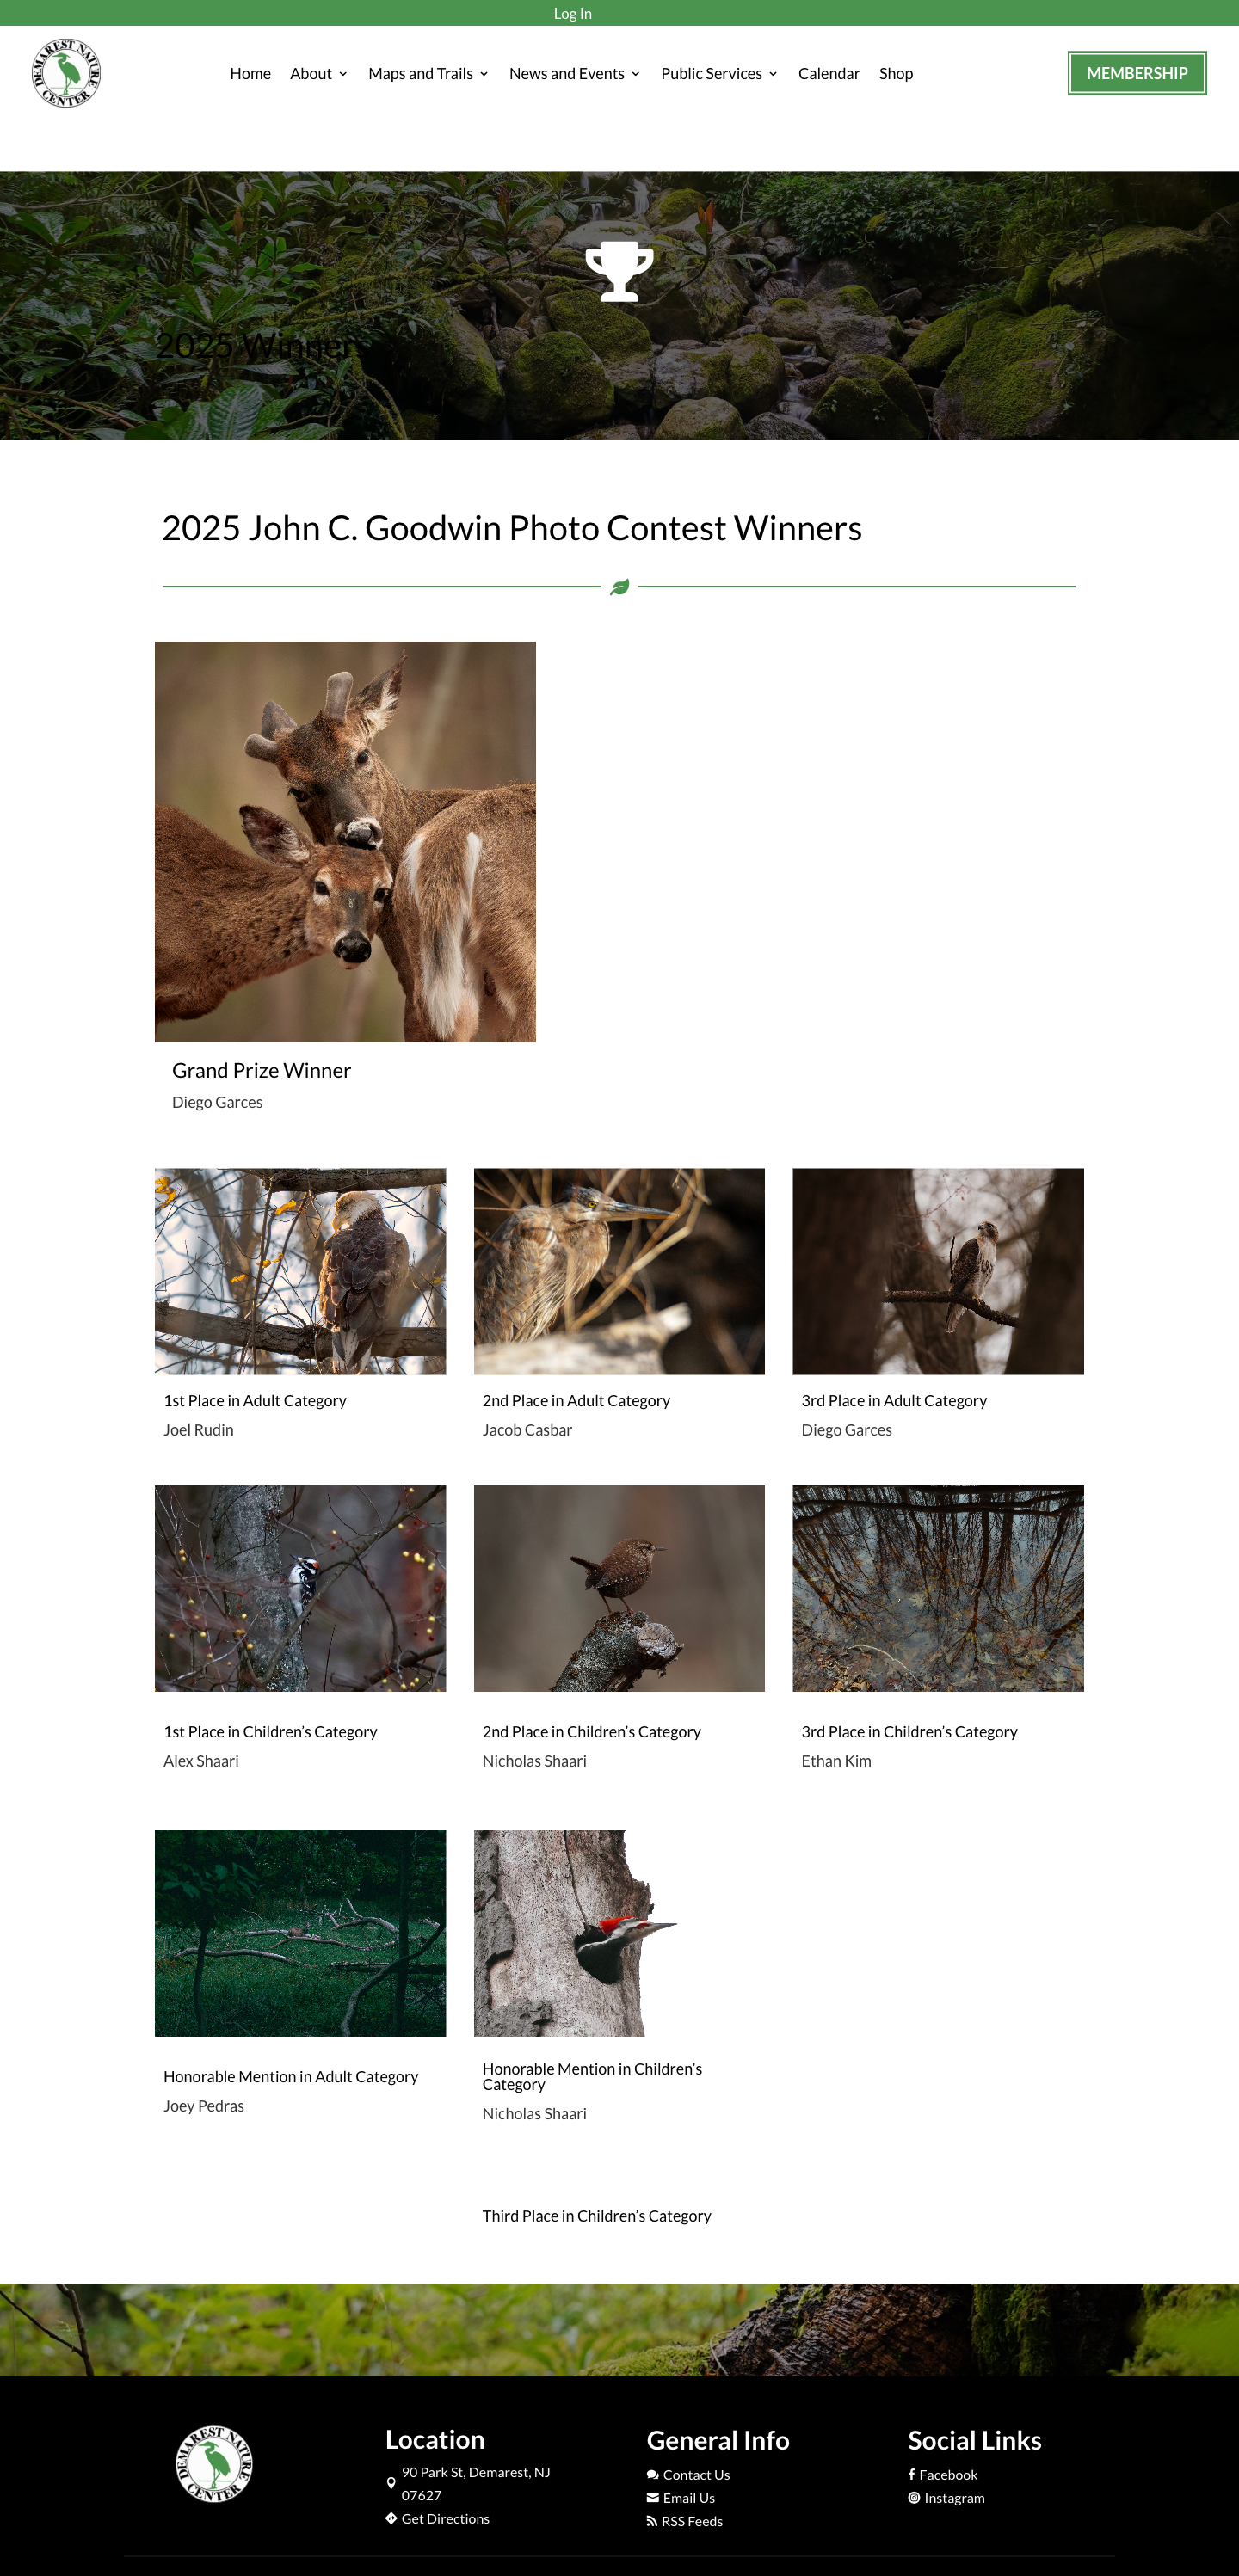 Log In
DEMAREST NATURE CENTER
Home
About
Maps and Trails
News and Events
Public Services
Calendar
Shop
MEMBERSHIP
2025 Winners
2025 John C. Goodwin Photo Contest Winners
Grand Prize Winner
Diego Garces
1st Place in Adult Category
Joel Rudin
2nd Place in Adult Category
Jacob Casbar
3rd Place in Adult Category
Diego Garces
1st Place in Children’s Category
Alex Shaari
2nd Place in Children’s Category
Nicholas Shaari
3rd Place in Children’s Category
Ethan Kim
Honorable Mention in Adult Category
Joey Pedras
Honorable Mention in Children’s
Category
Nicholas Shaari
Third Place in Children’s Category
DEMAREST NATURE CENTER
Location
90 Park St, Demarest, NJ
07627
Get Directions
General Info
Contact Us
Email Us
RSS Feeds
Social Links
Facebook
Instagram